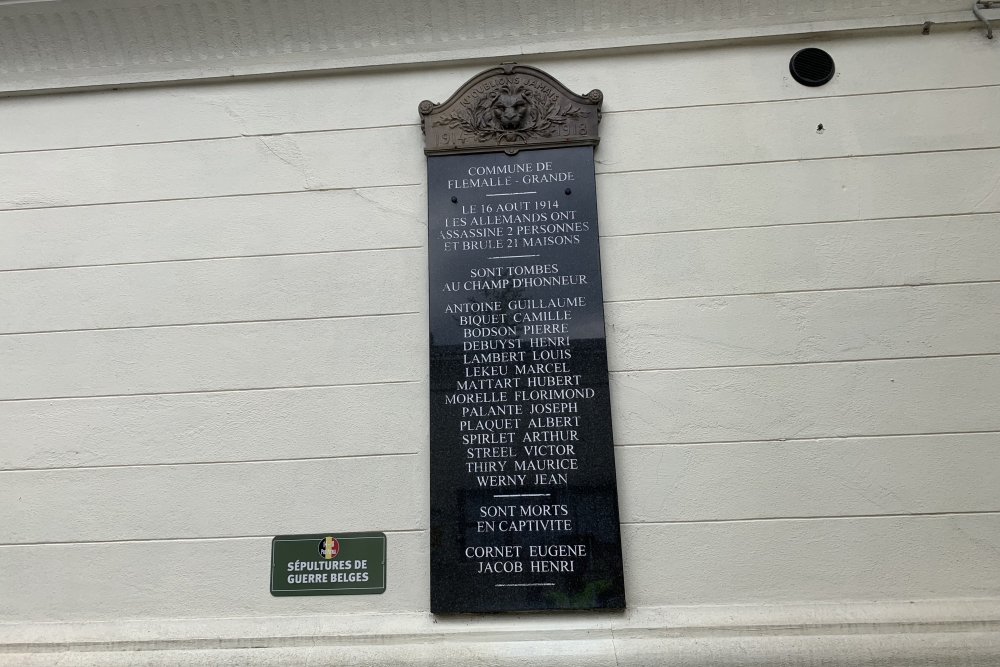 N'OUBLIONS JAMAIS
1914 1918
COMMUNE DE
FLEMALLE - GRANDE
LE 16 AOUT 1914
LES ALLEMANDS ONT
ASSASSINE 2 PERSONNES
ET BRULE 21 MAISONS
SONT TOMBES
AU CHAMP D'HONNEUR
ANTOINE GUILLAUME
BIQUET CAMILLE
BODSON PIERRE
DEBUYST HENRI
LAMBERT LOUIS
LEKEU MARCEL
MATTART HUBERT
MORELLE FLORIMOND
PALANTE JOSEPH
PLAQUET ALBERT
SPIRLET ARTHUR
STREEL VICTOR
THIRY MAURICE
WERNY JEAN
SONT MORTS
EN CAPTIVITE
CORNET EUGENE
JACOB HENRI
SÉPULTURES DE
GUERRE BELGES